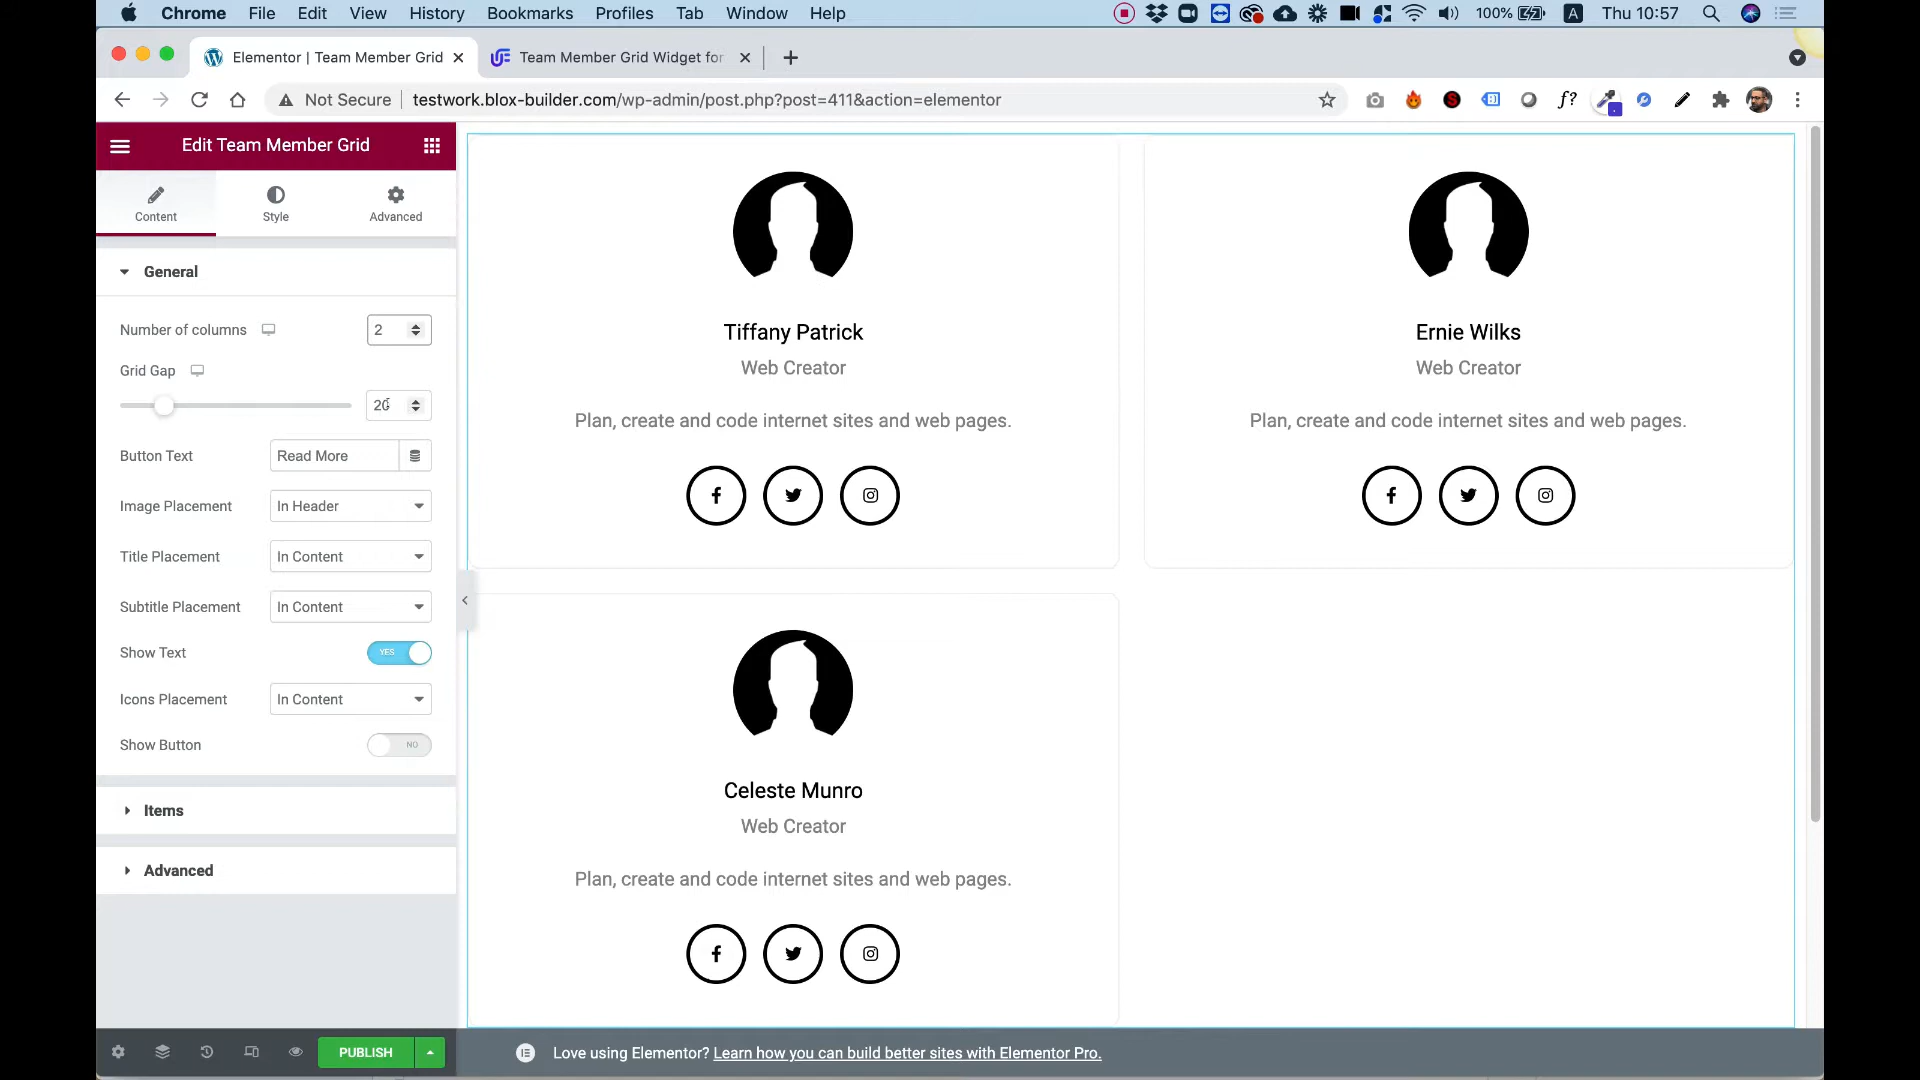 Chrome File Edit View History Bookmarks Profiles Tab Window Help 100% A Thu 10:57
Elementor | Team Member Grid Team Member Grid Widget for
Not Secure testwork.blox-builder.com/wp-admin/post.php?post=411&action=elementor f?
Edit Team Member Grid
Content Style Advanced
General
Number of columns 2
Grid Gap
20
Button Text Read More
Image Placement In Header
Title Placement In Content
Subtitle Placement In Content
Show Text YES
Icons Placement In Content
Show Button NO
Items
Advanced
PUBLISH
Tiffany Patrick
Web Creator
Plan, create and code internet sites and web pages.
Ernie Wilks
Web Creator
Plan, create and code internet sites and web pages.
Celeste Munro
Web Creator
Plan, create and code internet sites and web pages.
Love using Elementor? Learn how you can build better sites with Elementor Pro.